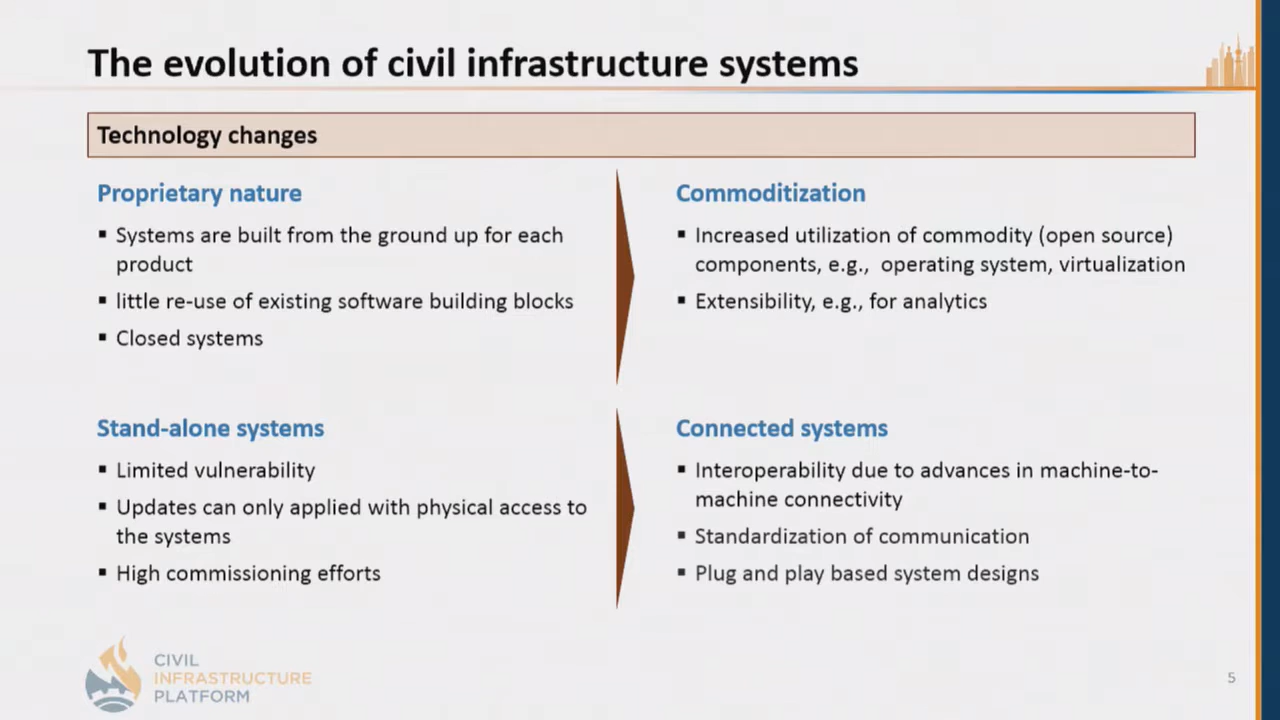 The evolution of civil infrastructure systems
Technology changes
Proprietary nature
▪ Systems are built from the ground up for each
product
▪ little re-use of existing software building blocks
▪ Closed systems
Commoditization
▪ Increased utilization of commodity (open source)
components, e.g., operating system, virtualization
▪ Extensibility, e.g., for analytics
Stand-alone systems
▪ Limited vulnerability
▪ Updates can only applied with physical access to
the systems
▪ High commissioning efforts
Connected systems
▪ Interoperability due to advances in machine-to-
machine connectivity
▪ Standardization of communication
▪ Plug and play based system designs
CIVIL
INFRASTRUCTURE
PLATFORM
5